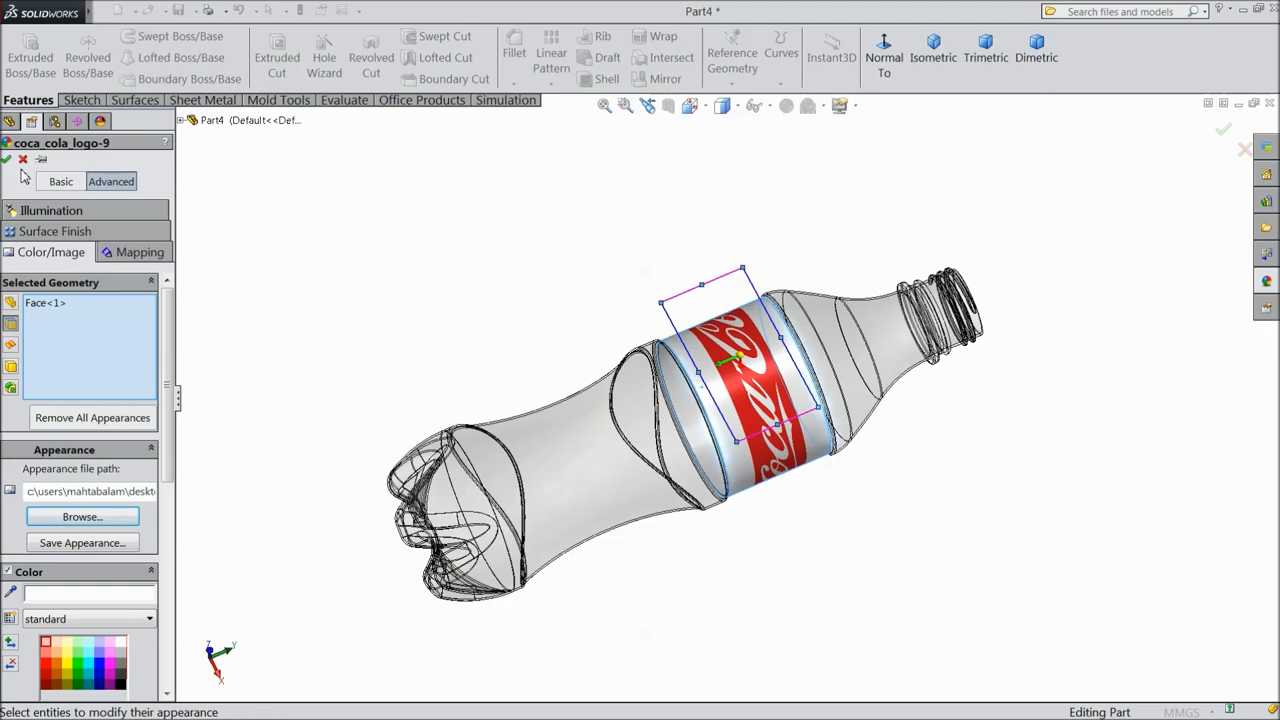 SOLIDWORKS
Part4 *
Search files and models
?
Extruded Boss/Base
Revolved Boss/Base
Swept Boss/Base
Lofted Boss/Base
Boundary Boss/Base
Extruded Cut
Hole Wizard
Revolved Cut
Swept Cut
Lofted Cut
Boundary Cut
Fillet
Linear Pattern
Rib
Draft
Shell
Wrap
Intersect
Mirror
Reference Geometry
Curves
Instant3D
Normal To
Isometric
Trimetric
Dimetric
Features
Sketch
Surfaces
Sheet Metal
Mold Tools
Evaluate
Office Products
Simulation
Part4 (Default<<Def...
coca_cola_logo-9
?
Basic
Advanced
Illumination
Surface Finish
Color/Image
Mapping
Selected Geometry
Face<1>
Remove All Appearances
Appearance
Appearance file path:
c:\users\mahtabalam\deskto
Browse...
Save Appearance...
Color
standard
Coca Cola
Z
Y
X
Select entities to modify their appearance
Editing Part
MMGS
?